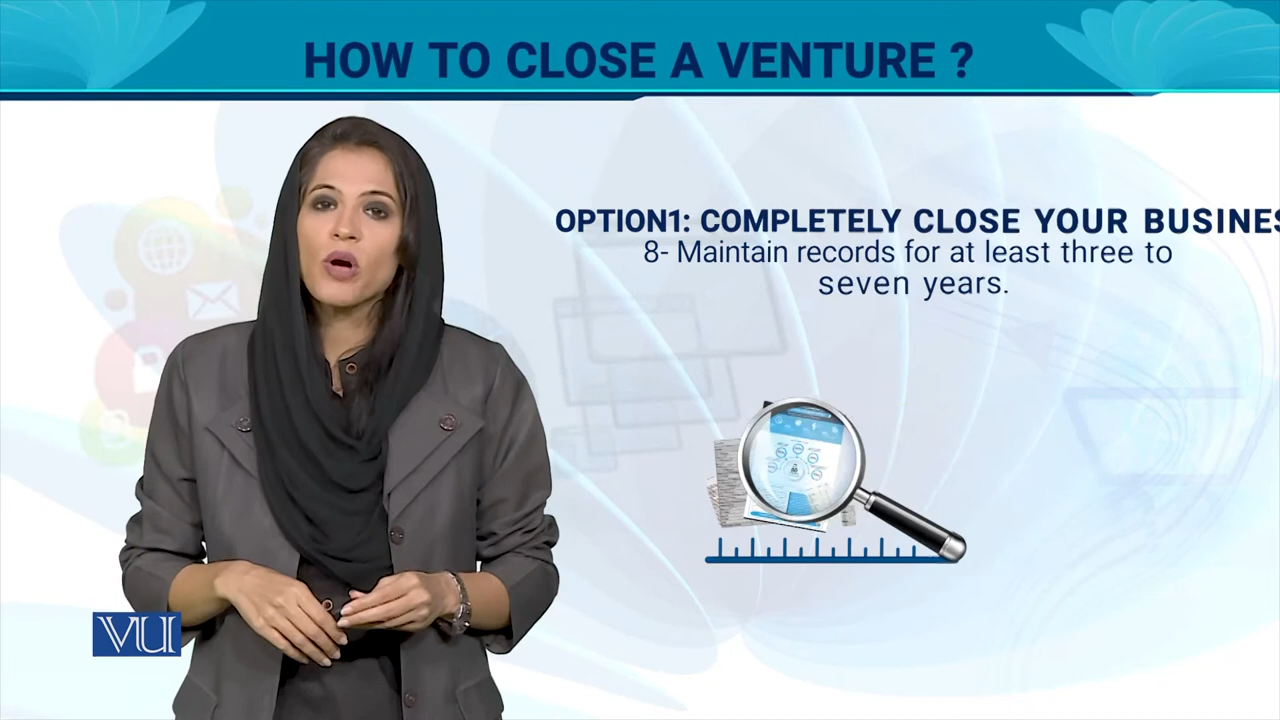 HOW TO CLOSE A VENTURE ?
OPTION1: COMPLETELY CLOSE YOUR BUSINES
8- Maintain records for at least three to
seven years.
VU